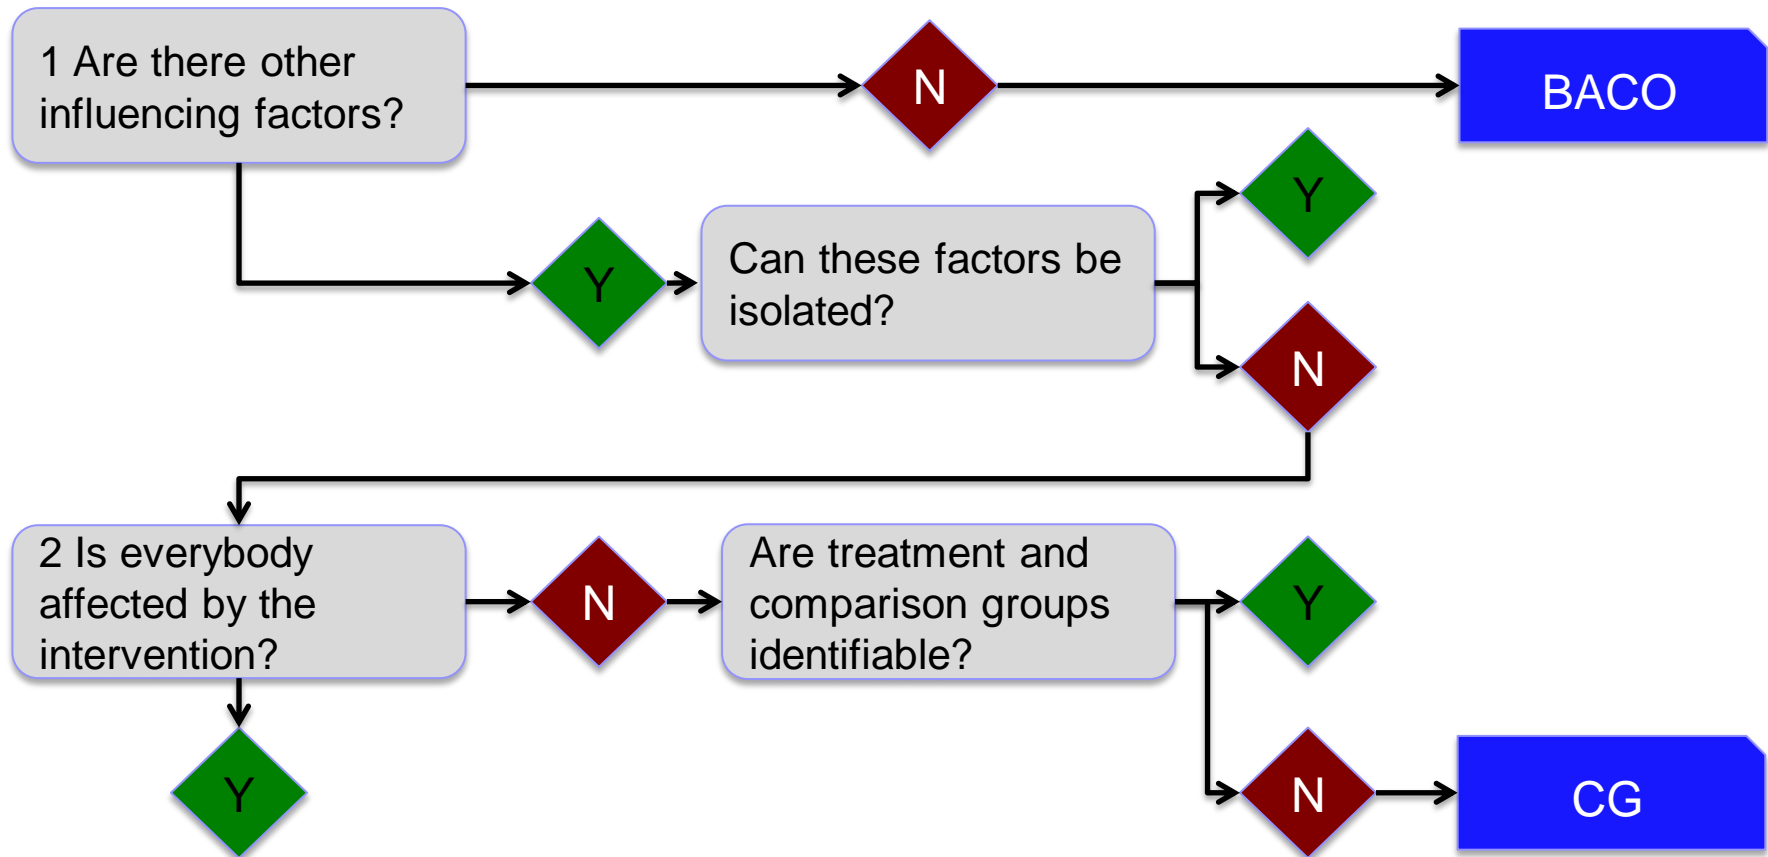 1 Are there other
influencing factors?
N
BACO
Y
Can these factors be
isolated?
Y
N
2 Is everybody
affected by the
intervention?
N
Are treatment and
comparison groups
identifiable?
Y
Y
N
CG